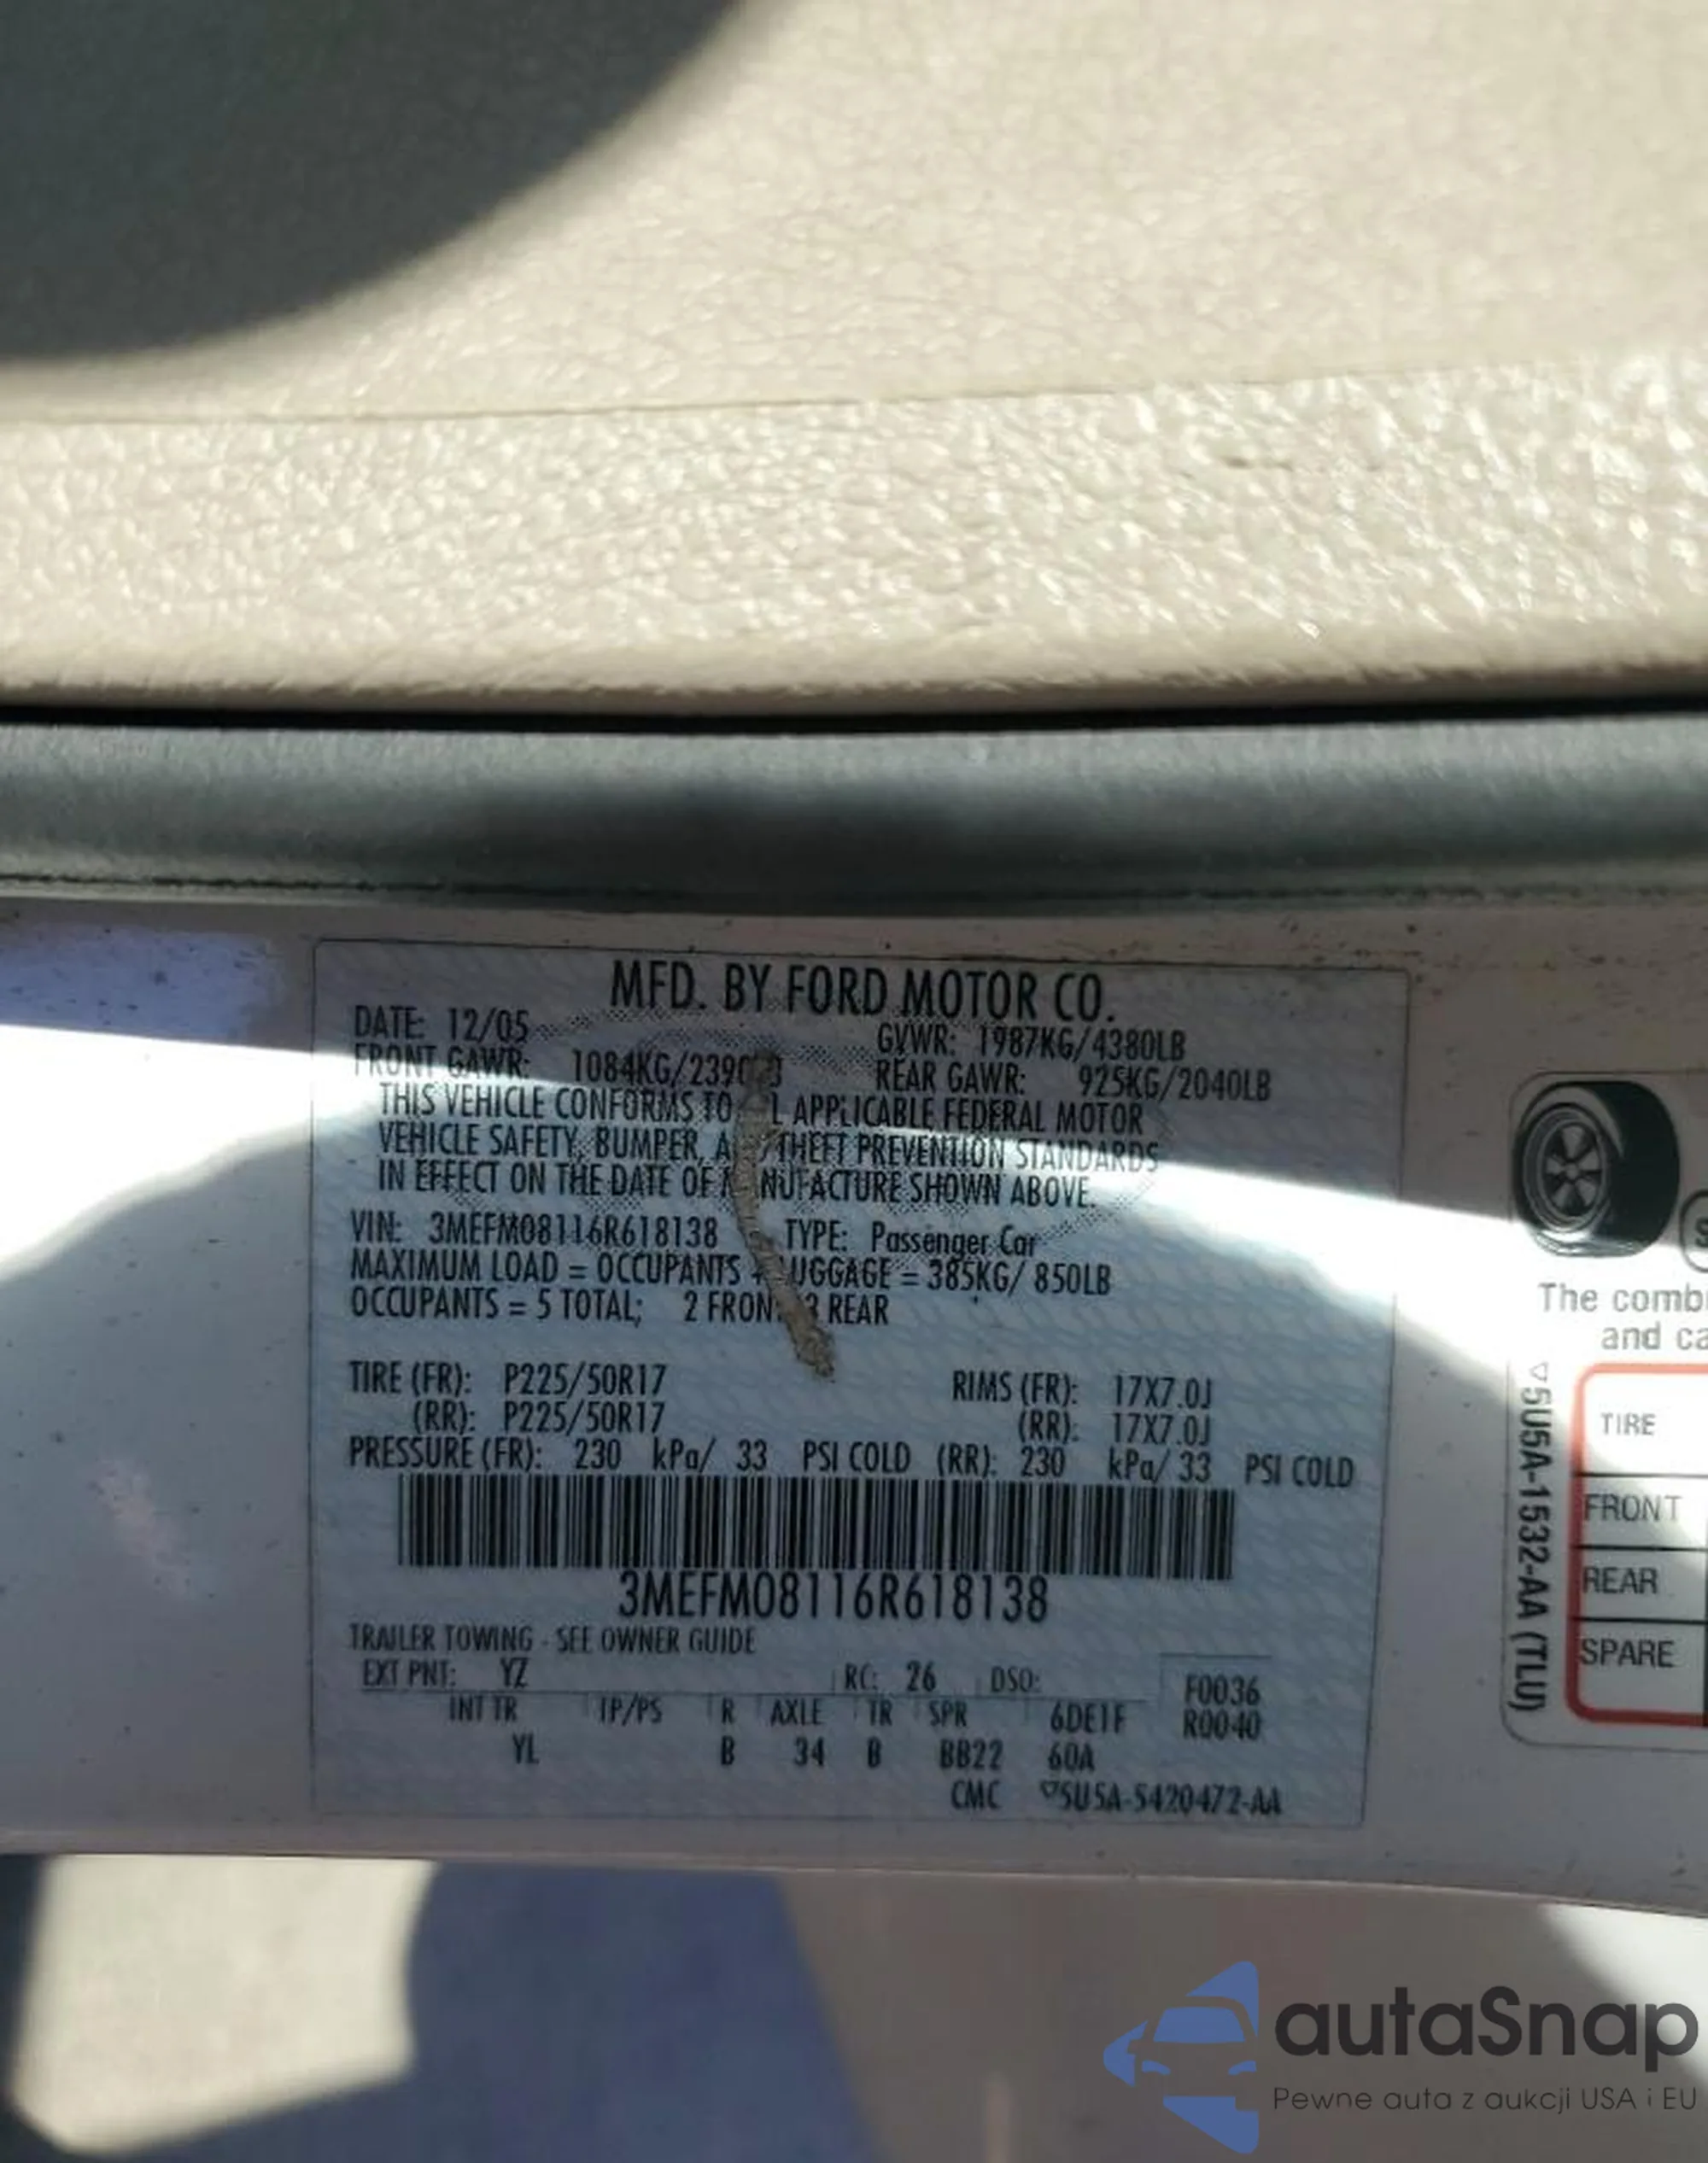 MFD. BY FORD MOTOR CO.
DATE: 12/05 GVWR: 1987KG/4380LB
FRONT GAWR: 1084KG/2390LB REAR GAWR: 925KG/2040LB
THIS VEHICLE CONFORMS TO ALL APPLICABLE FEDERAL MOTOR
VEHICLE SAFETY, BUMPER, AND THEFT PREVENTION STANDARDS
IN EFFECT ON THE DATE OF MANUFACTURE SHOWN ABOVE.
VIN: 3MEFM08116R618138 TYPE: Passenger Car
MAXIMUM LOAD = OCCUPANTS + LUGGAGE = 385KG/ 850LB
OCCUPANTS = 5 TOTAL; 2 FRONT 3 REAR
TIRE (FR): P225/50R17 RIMS (FR): 17X7.0J
(RR): P225/50R17 (RR): 17X7.0J
PRESSURE (FR): 230 kPa/ 33 PSI COLD (RR): 230 kPa/ 33 PSI COLD
3MEFM08116R618138
TRAILER TOWING - SEE OWNER GUIDE
EXT PNT: YZ RC: 26 DSO: F0036
INT TR TP/PS R AXLE TR SPR 6DE1F R0040
YL B 34 B BB22 60A
CMC ▽5U5A-5420472-AA
The comb
and ca
▽5U5A-1532-AA (TLU)
TIRE
FRONT
REAR
SPARE
autaSnap
Pewne auta z aukcji USA i EU